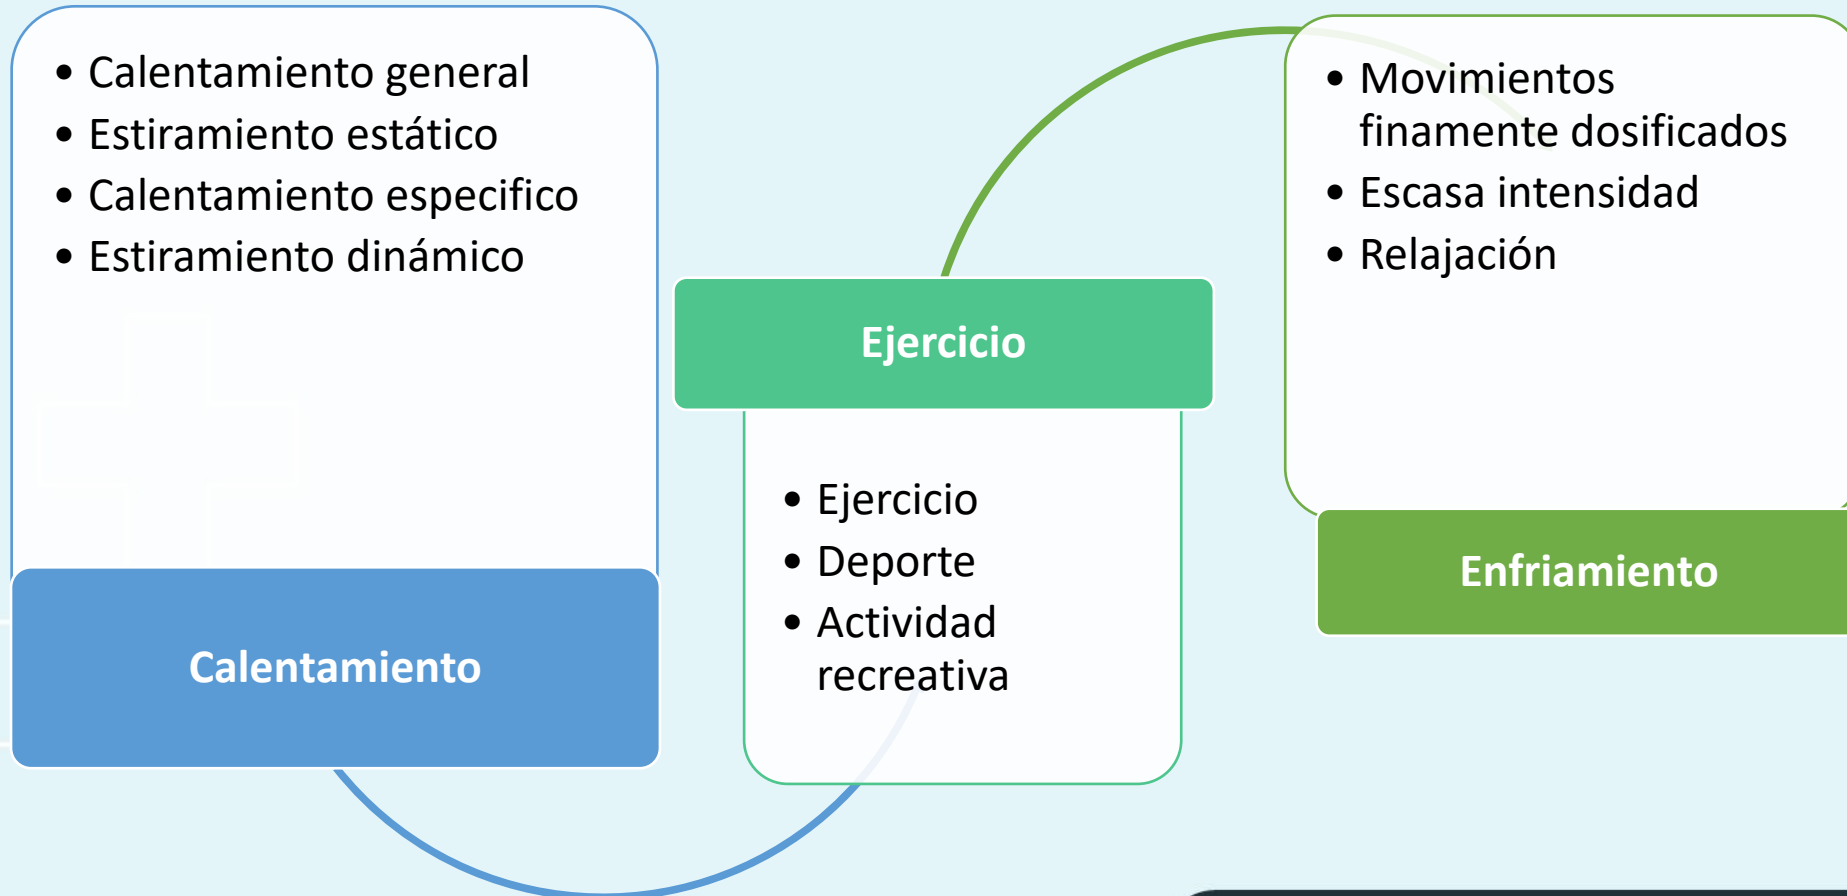 • Calentamiento general
• Estiramiento estático
• Calentamiento especifico
• Estiramiento dinámico
Calentamiento
Ejercicio
• Ejercicio
• Deporte
• Actividad
recreativa
• Movimientos
finamente dosificados
• Escasa intensidad
• Relajación
Enfriamiento